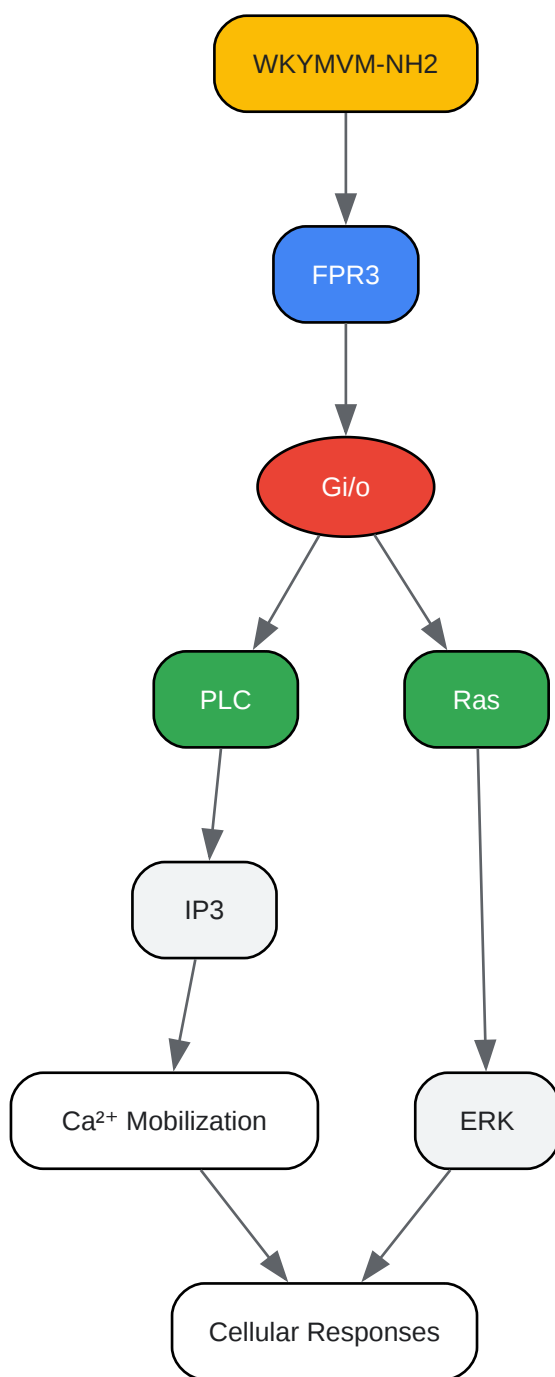 WKYMVM-NH2
FPR3
Gi/o
PLC
Ras
IP3
Ca²⁺ Mobilization
ERK
Cellular Responses